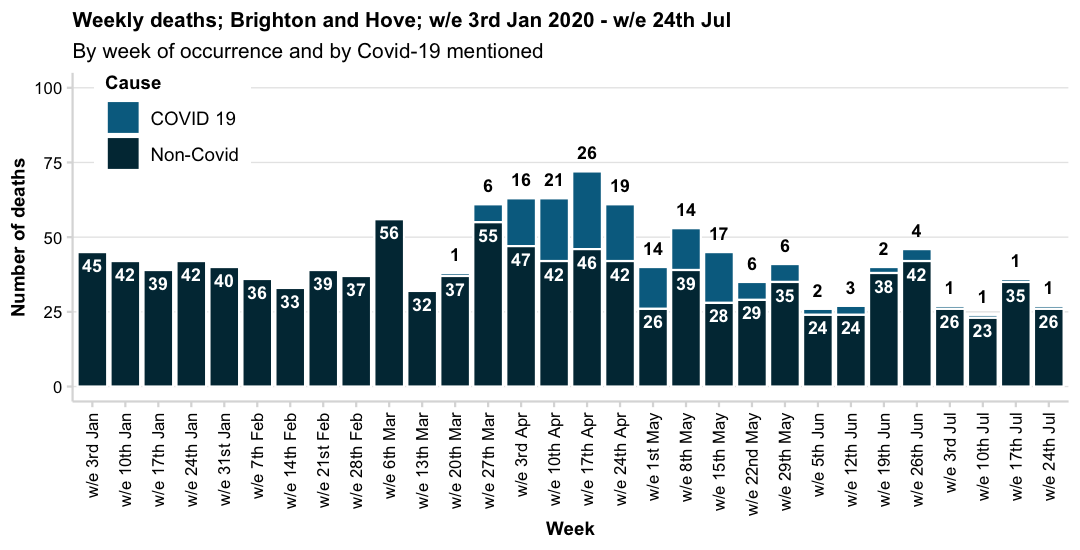 Weekly deaths; Brighton and Hove; w/e 3rd Jan 2020 - w/e 24th Jul
By week of occurrence and by Covid-19 mentioned
Cause
COVID 19
Non-Covid
Number of deaths
100
75
50
25
0
26
16 21 19
6
14
14 17
1
6 6
2 3
2 4
1 1 1 1
45 42 39 42 40 36 33 39 37 56 32 37 55 47 42 46 42 26 39 28 29 35 24 24 38 42 26 23 35 26
w/e 3rd Jan
w/e 10th Jan
w/e 17th Jan
w/e 24th Jan
w/e 31st Jan
w/e 7th Feb
w/e 14th Feb
w/e 21st Feb
w/e 28th Feb
w/e 6th Mar
w/e 13th Mar
w/e 20th Mar
w/e 27th Mar
w/e 3rd Apr
w/e 10th Apr
w/e 17th Apr
w/e 24th Apr
w/e 1st May
w/e 8th May
w/e 15th May
w/e 22nd May
w/e 29th May
w/e 5th Jun
w/e 12th Jun
w/e 19th Jun
w/e 26th Jun
w/e 3rd Jul
w/e 10th Jul
w/e 17th Jul
w/e 24th Jul
Week